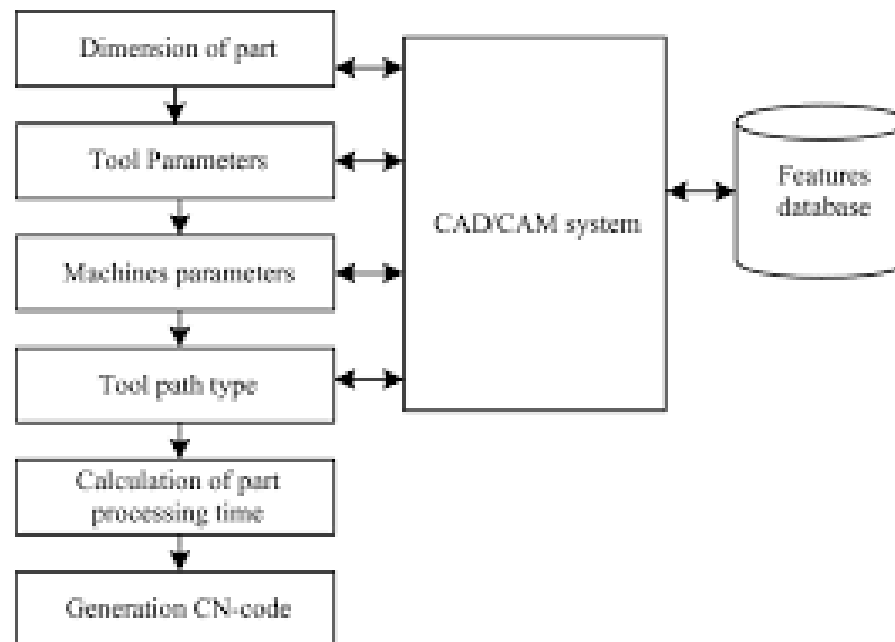 Dimension of part
Tool Parameters
Machines parameters
Tool path type
Calculation of part
processing time
Generation CN-code
CAD/CAM system
Features
database